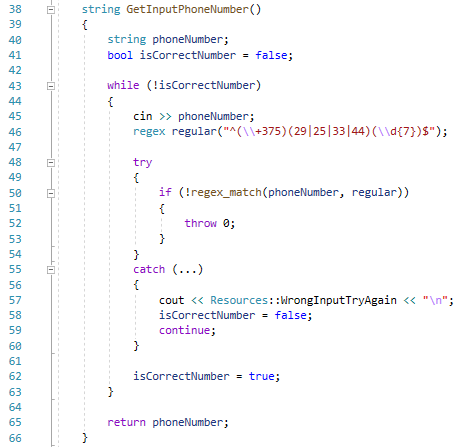 38 string GetInputPhoneNumber()
39 {
40 string phoneNumber;
41 bool isCorrectNumber = false;
42
43 while (!isCorrectNumber)
44 {
45 cin >> phoneNumber;
46 regex regular("^(\\+375)(29|25|33|44)(\\d{7})$");
47
48 try
49 {
50 if (!regex_match(phoneNumber, regular))
51 {
52 throw 0;
53 }
54 }
55 catch (...)
56 {
57 cout << Resources::WrongInputTryAgain << "\n";
58 isCorrectNumber = false;
59 continue;
60 }
61
62 isCorrectNumber = true;
63 }
64
65 return phoneNumber;
66 }